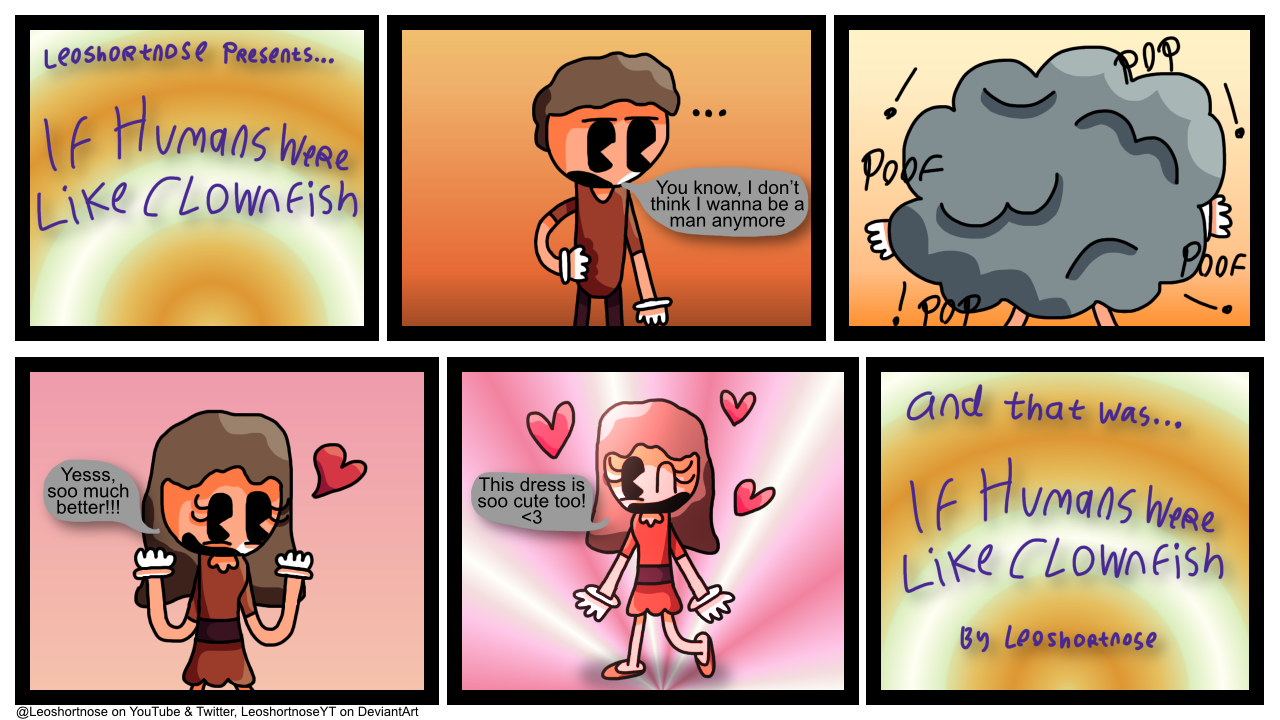 Leoshortnose Presents...
If Humans Were
Like Clownfish
...
You know, I don't
think I wanna be a
man anymore
POP
POOF
POOF
POP
Yesss,
soo much
better!!!
This dress is
soo cute too!
<3
and that was...
If Humans Were
Like Clownfish
By Leoshortnose
@Leoshortnose on YouTube & Twitter, LeoshortnoseYT on DeviantArt